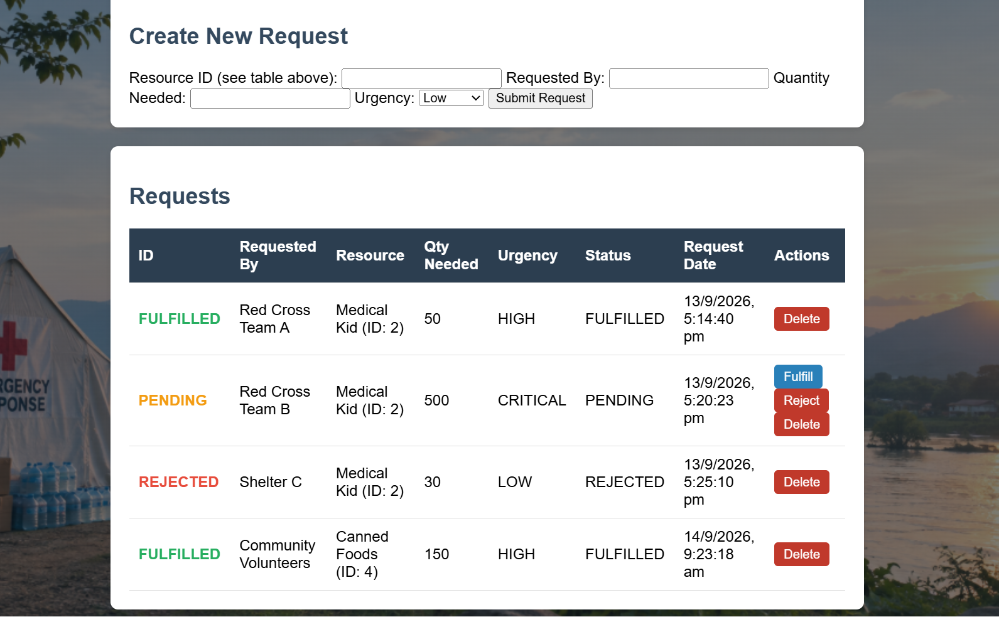 Create New Request
Resource ID (see table above): Requested By: Quantity
Needed: Urgency: Low Submit Request
Requests
ID Requested By Resource Qty Needed Urgency Status Request Date Actions
FULFILLED Red Cross Team A Medical Kid (ID: 2) 50 HIGH FULFILLED 13/9/2026, 5:14:40 pm Delete
PENDING Red Cross Team B Medical Kid (ID: 2) 500 CRITICAL PENDING 13/9/2026, 5:20:23 pm Fulfill Reject Delete
REJECTED Shelter C Medical Kid (ID: 2) 30 LOW REJECTED 13/9/2026, 5:25:10 pm Delete
FULFILLED Community Volunteers Canned Foods (ID: 4) 150 HIGH FULFILLED 14/9/2026, 9:23:18 am Delete
RGENCY
PONSE